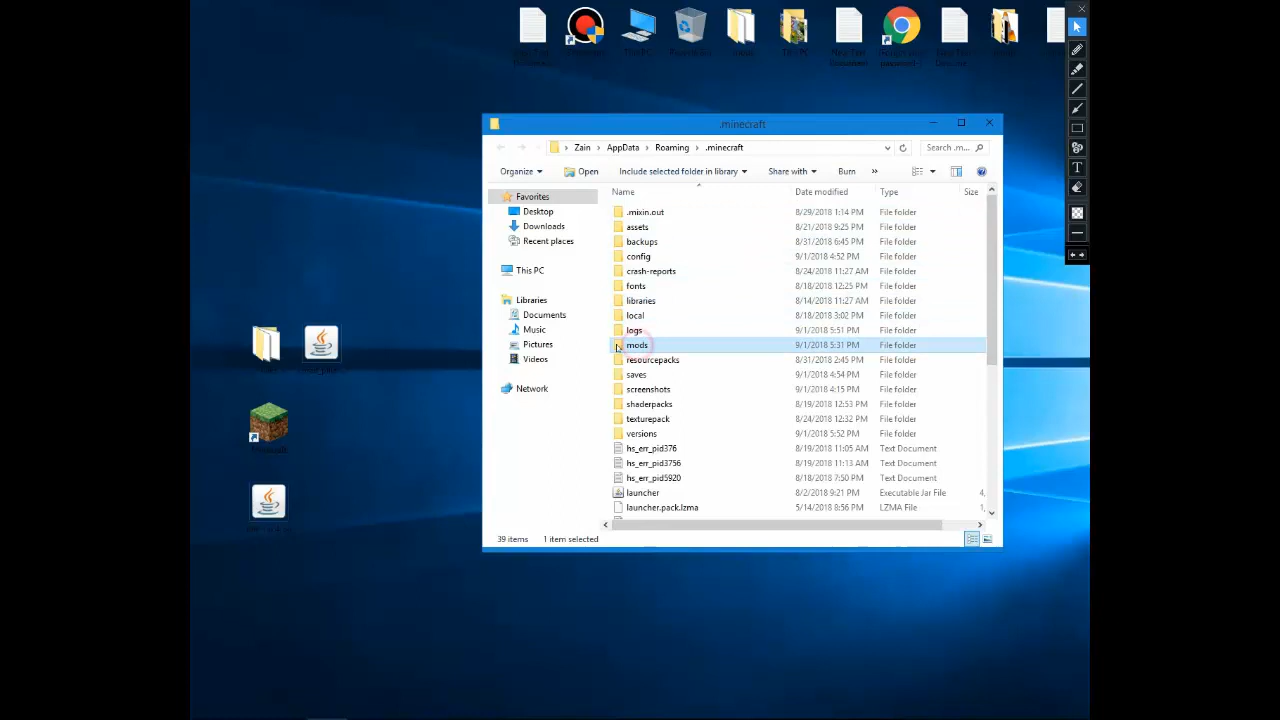 .minecraft
Zain › AppData › Roaming › .minecraft
Search .m...
Organize Open Include selected folder in library Share with Burn »
Name Date modified Type Size
Favorites
Desktop
Downloads
Recent places
This PC
Libraries
Documents
Music
Pictures
Videos
Network
.mixin.out 8/29/2018 1:14 PM File folder
assets 8/21/2018 9:25 PM File folder
backups 8/31/2018 6:45 PM File folder
config 9/1/2018 4:52 PM File folder
crash-reports 8/24/2018 11:27 AM File folder
fonts 8/18/2018 12:25 PM File folder
libraries 8/14/2018 11:27 AM File folder
local 8/18/2018 3:02 PM File folder
logs 9/1/2018 5:51 PM File folder
mods 9/1/2018 5:31 PM File folder
resourcepacks 8/31/2018 2:45 PM File folder
saves 9/1/2018 4:54 PM File folder
screenshots 9/1/2018 4:15 PM File folder
shaderpacks 8/19/2018 12:53 PM File folder
texturepack 8/24/2018 12:32 PM File folder
versions 9/1/2018 5:52 PM File folder
hs_err_pid376 8/19/2018 11:05 AM Text Document
hs_err_pid3756 8/19/2018 11:13 AM Text Document
hs_err_pid5920 8/18/2018 7:50 PM Text Document
launcher 8/2/2018 9:21 PM Executable Jar File 4,
launcher.pack.lzma 5/14/2018 8:56 PM LZMA File 1,
39 items 1 item selected
Minecraft
T